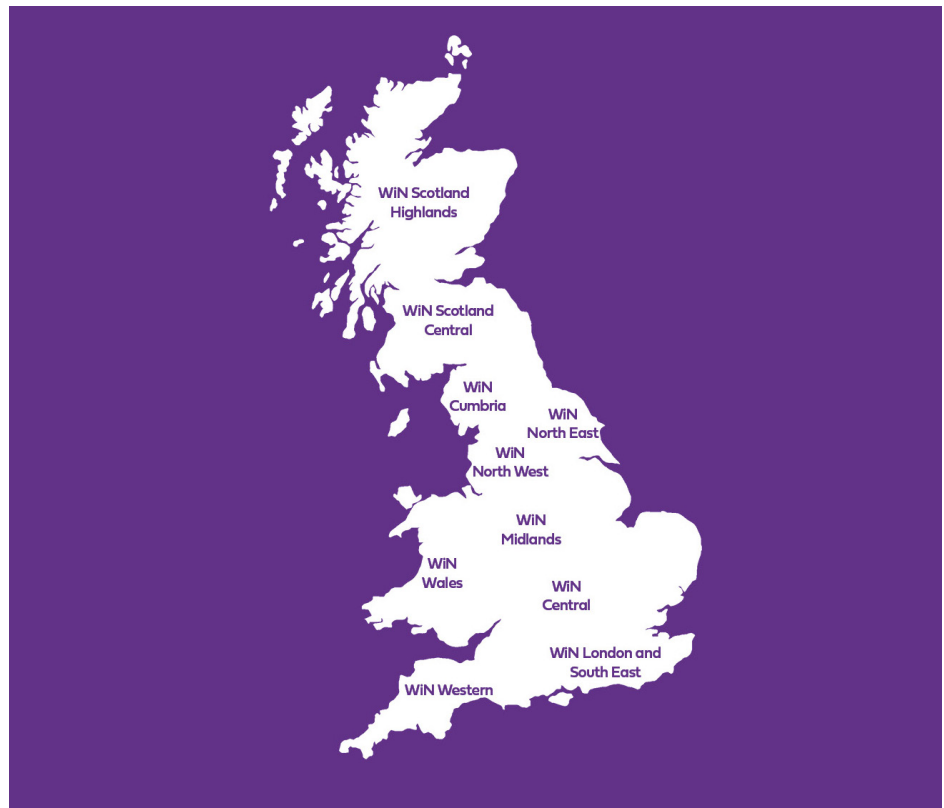 WiN Scotland
Highlands
WiN Scotland
Central
WiN
Cumbria
WiN
North East
WiN
North West
WiN
Midlands
WiN
Wales
WiN
Central
WiN London and
South East
WiN Western